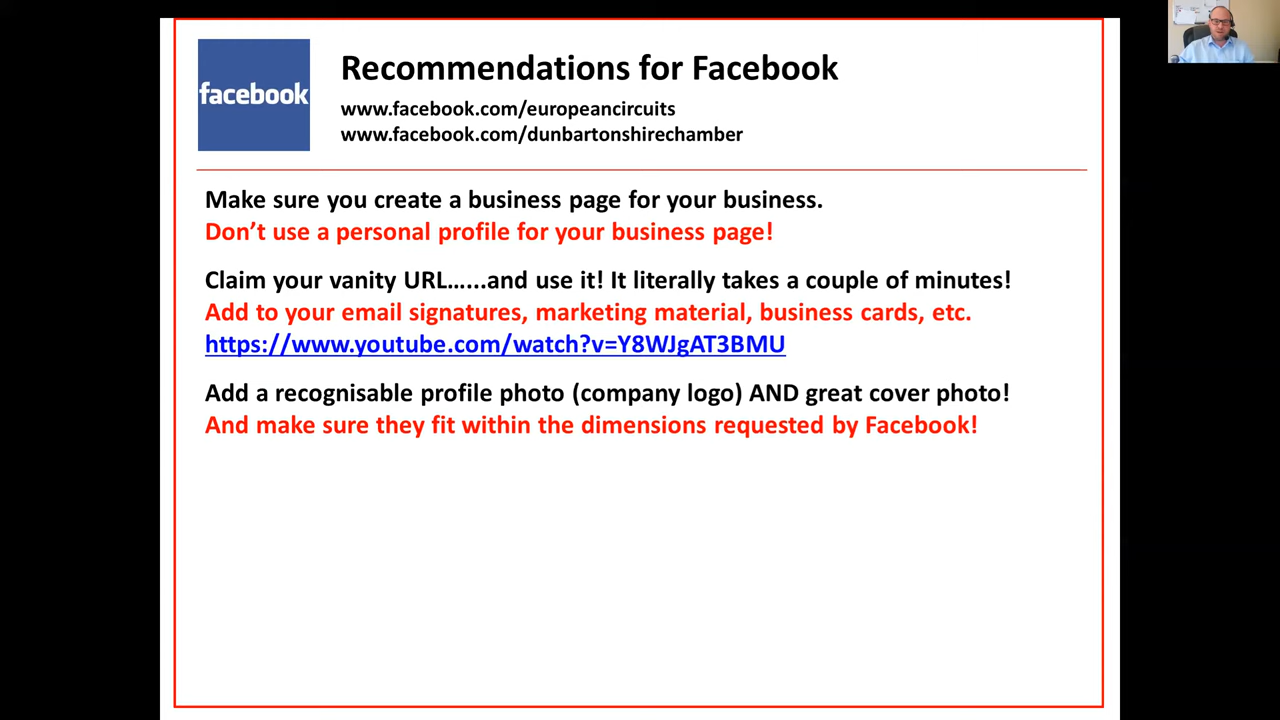 facebook
Recommendations for Facebook
www.facebook.com/europeancircuits
www.facebook.com/dunbartonshirechamber
Make sure you create a business page for your business.
Don’t use a personal profile for your business page!
Claim your vanity URL…...and use it! It literally takes a couple of minutes!
Add to your email signatures, marketing material, business cards, etc.
https://www.youtube.com/watch?v=Y8WJgAT3BMU
Add a recognisable profile photo (company logo) AND great cover photo!
And make sure they fit within the dimensions requested by Facebook!